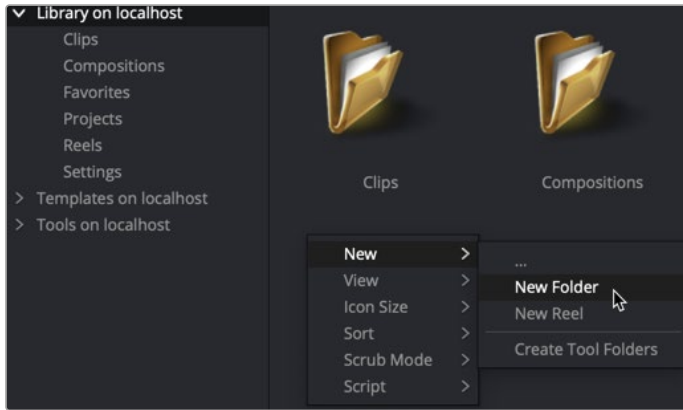 Library on localhost
Clips
Compositions
Favorites
Projects
Reels
Settings
> Templates on localhost
> Tools on localhost
Clips
Compositions
New >
View >
Icon Size >
Sort >
Scrub Mode >
Script >
...
New Folder
New Reel
Create Tool Folders